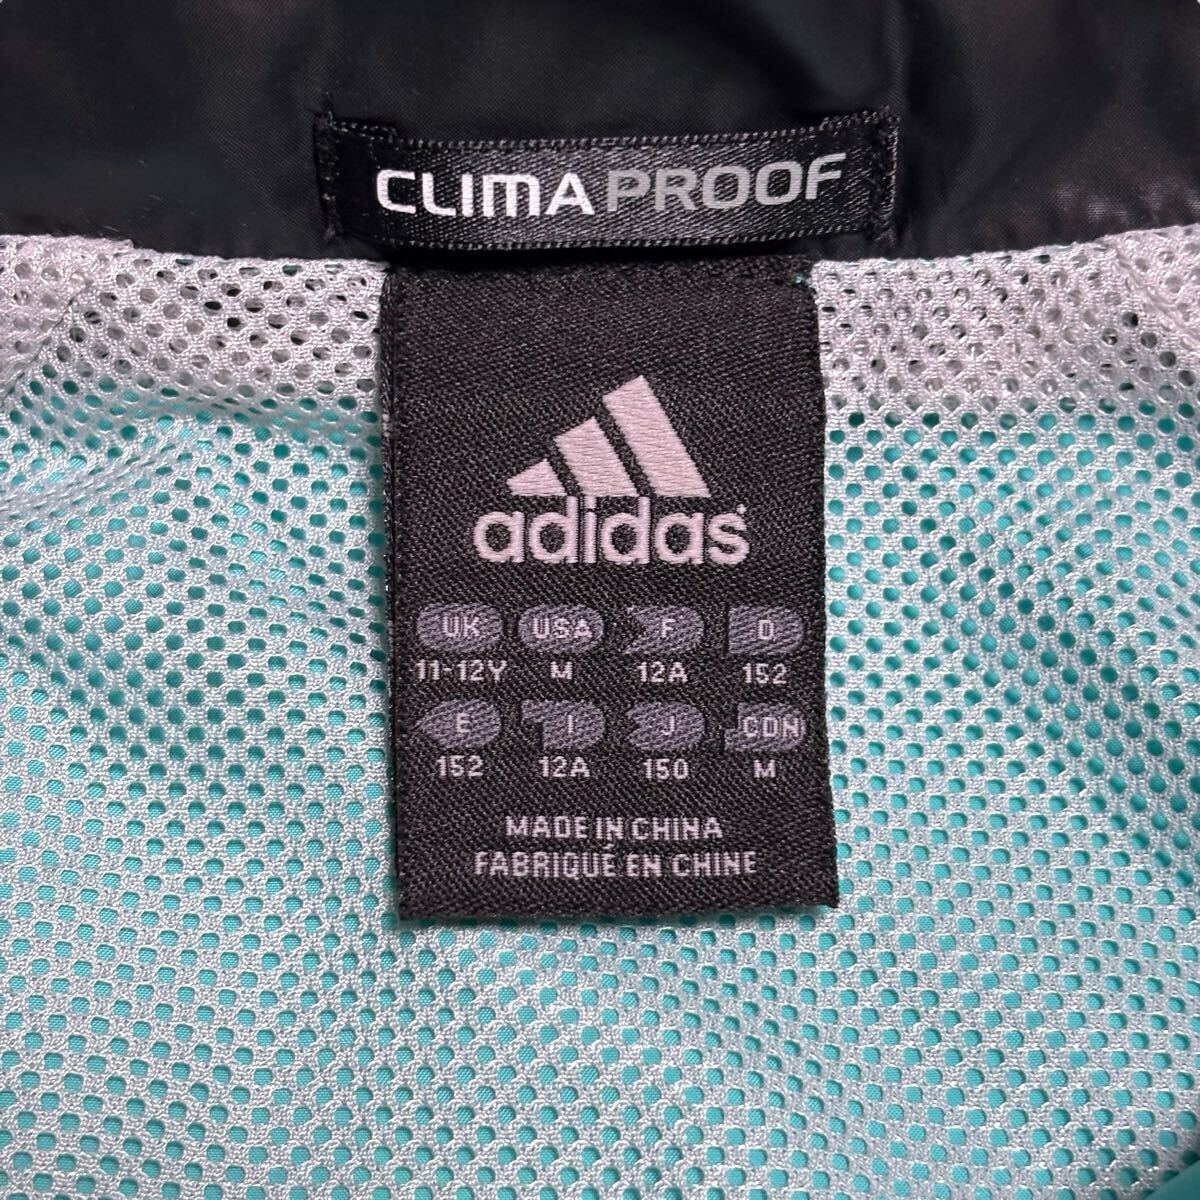 CLIMAPROOF
adidas
UK USA F D
11-12Y M 12A 152
E I J CDN
152 12A 150 M
MADE IN CHINA
FABRIQUÉ EN CHINE